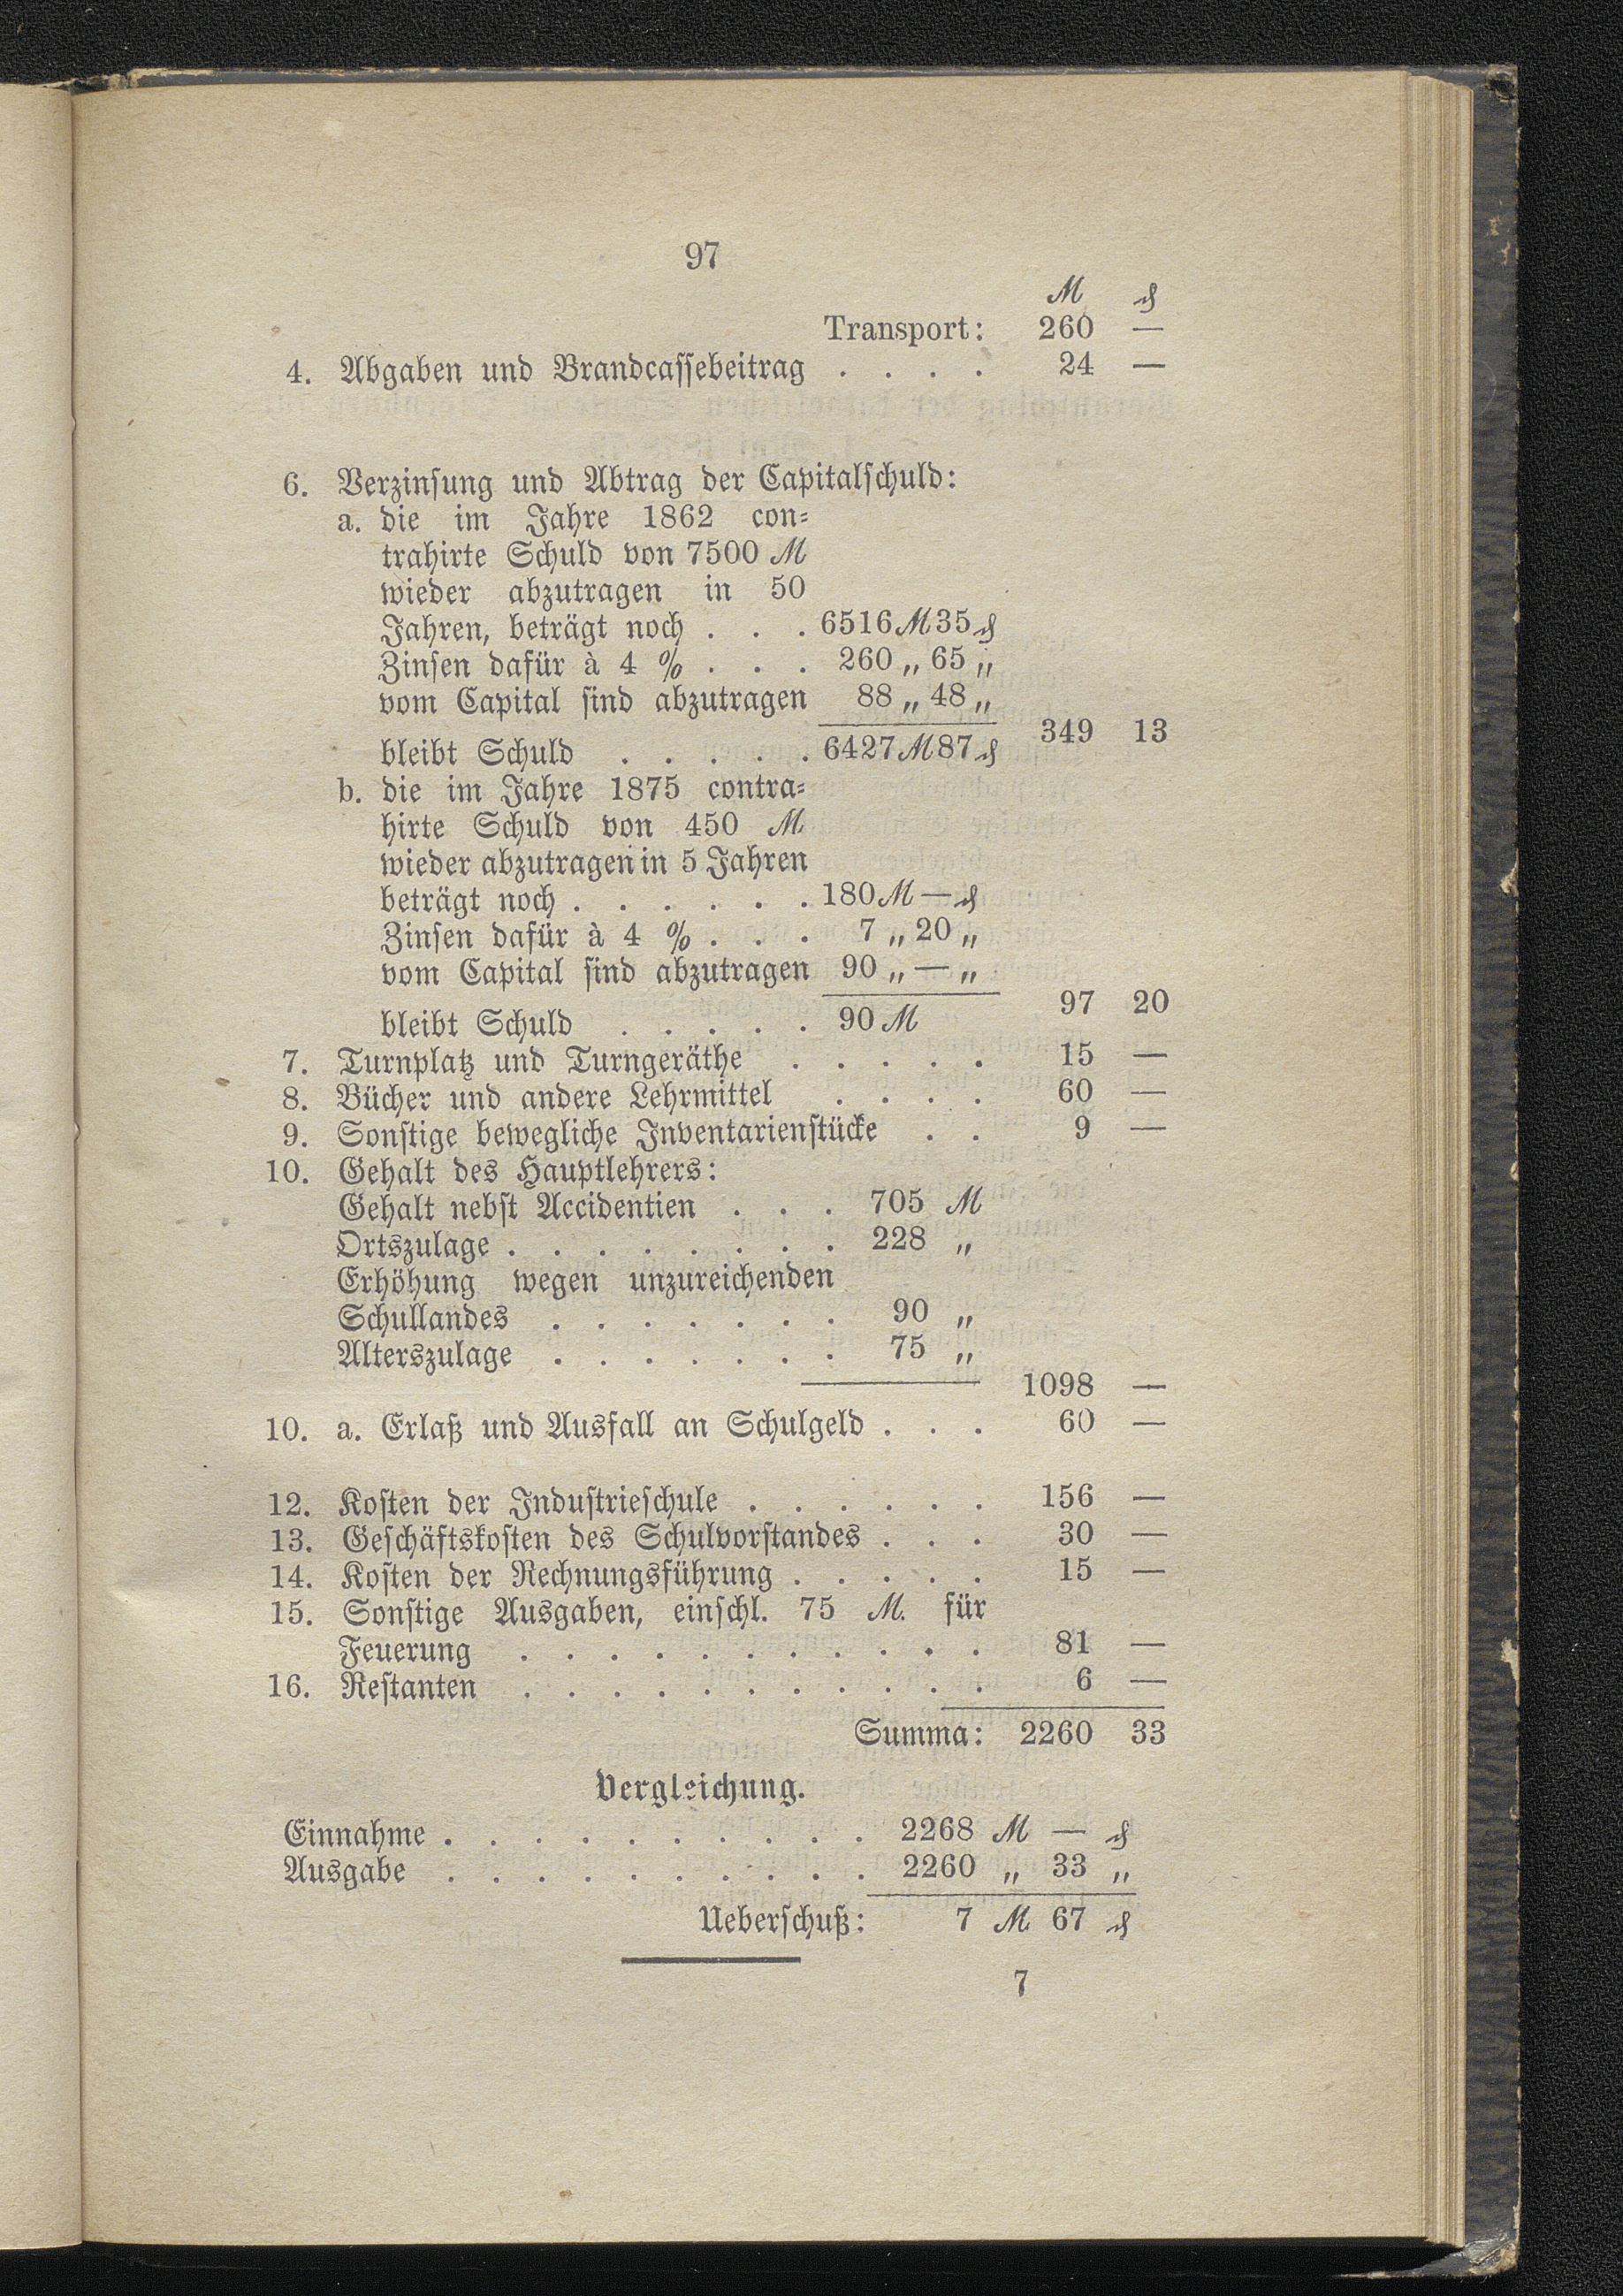 97
ℳ ₰
Transport: 260 —
4. Abgaben und Brandcassebeitrag . . . . 24 —
6. Verzinsung und Abtrag der Capitalschuld:
a. die im Jahre 1862 con-
trahirte Schuld von 7500 ℳ
wieder abzutragen in 50
Jahren, beträgt noch . . . 6516 ℳ 35 ₰
Zinsen dafür à 4 % . . . 260 „ 65 „
vom Capital sind abzutragen 88 „ 48 „
349 13
bleibt Schuld . . . . . 6427 ℳ 87 ₰
b. die im Jahre 1875 contra-
hirte Schuld von 450 ℳ
wieder abzutragen in 5 Jahren
beträgt noch . . . . . . 180 ℳ — ₰
Zinsen dafür à 4 % . . . 7 „ 20 „
vom Capital sind abzutragen 90 „ — „
97 20
bleibt Schuld . . . . . 90 ℳ
7. Turnplatz und Turngeräthe . . . . . 15 —
8. Bücher und andere Lehrmittel . . . . 60 —
9. Sonstige bewegliche Inventarienstücke . . 9 —
10. Gehalt des Hauptlehrers:
Gehalt nebst Accidentien . . . 705 ℳ
Ortszulage . . . . . . . . 228 „
Erhöhung wegen unzureichenden
Schullandes . . . . . . . 90 „
Alterszulage . . . . . . . 75 „
1098 —
10. a. Erlaß und Ausfall an Schulgeld . . . 60 —
12. Kosten der Industrieschule . . . . . . 156 —
13. Geschäftskosten des Schulvorstandes . . . 30 —
14. Kosten der Rechnungsführung . . . . . 15 —
15. Sonstige Ausgaben, einschl. 75 ℳ. für
Feuerung . . . . . . . . . . . 81 —
16. Restanten . . . . . . . . . . . 6 —
Summa: 2260 33
Vergleichung.
Einnahme . . . . . . . . . . 2268 ℳ — ₰
Ausgabe . . . . . . . . . . 2260 „ 33 „
Ueberschuß: 7 ℳ 67 ₰
7